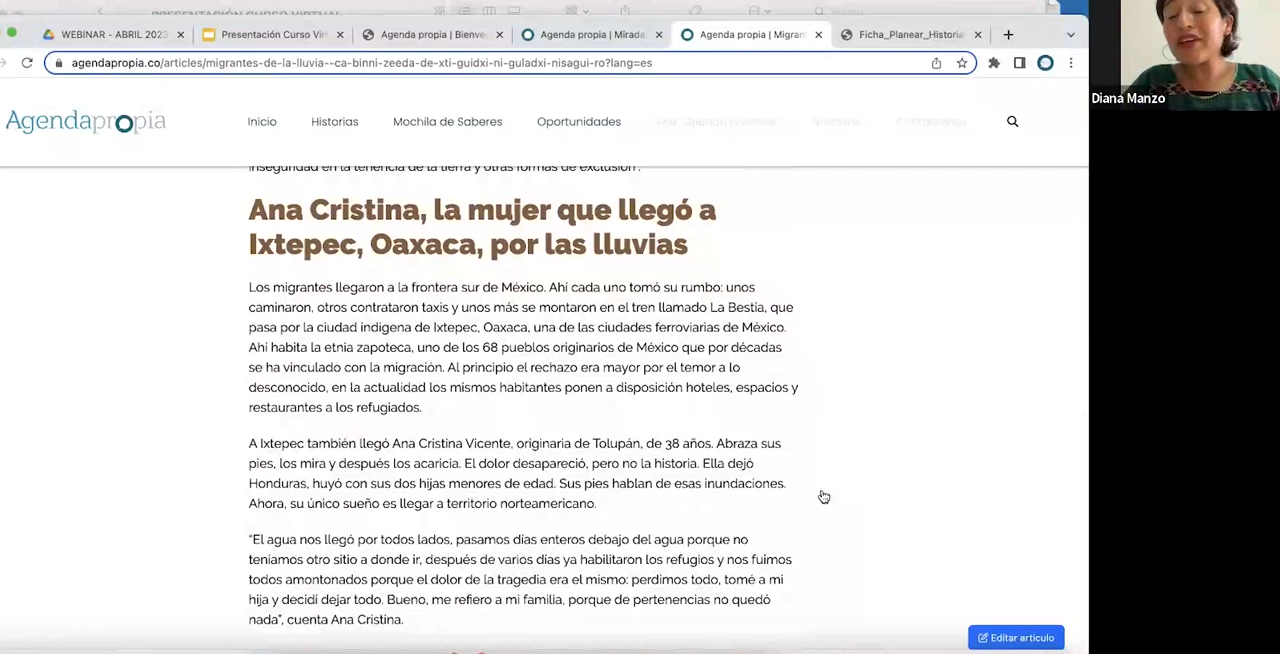 PRESENTACIÓN CURSO VIRTUAL
Buscar
WEBINAR - ABRIL 2023
Presentación Curso Virt
Agenda propia | Bienve
Agenda propia | Mirada
Agenda propia | Migran
Ficha_Planear_Historia
agendapropia.co/articles/migrantes-de-la-lluvia--ca-binni-zeeda-de-xti-guidxi-ni-guladxi-nisagui-ro?lang=es
Diana Manzo
Agendapropia
Inicio
Historias
Mochila de Saberes
Oportunidades
Nosotros
inseguridad en la tenencia de la tierra y otras formas de exclusión".
Ana Cristina, la mujer que llegó a
Ixtepec, Oaxaca, por las lluvias
Los migrantes llegaron a la frontera sur de México. Ahí cada uno tomó su rumbo: unos
caminaron, otros contrataron taxis y unos más se montaron en el tren llamado La Bestia, que
pasa por la ciudad indígena de Ixtepec, Oaxaca, una de las ciudades ferroviarias de México.
Ahí habita la etnia zapoteca, uno de los 68 pueblos originarios de México que por décadas
se ha vinculado con la migración. Al principio el rechazo era mayor por el temor a lo
desconocido, en la actualidad los mismos habitantes ponen a disposición hoteles, espacios y
restaurantes a los refugiados.
A Ixtepec también llegó Ana Cristina Vicente, originaria de Tolupán, de 38 años. Abraza sus
pies, los mira y después los acaricia. El dolor desapareció, pero no la historia. Ella dejó
Honduras, huyó con sus dos hijas menores de edad. Sus pies hablan de esas inundaciones.
Ahora, su único sueño es llegar a territorio norteamericano.
"El agua nos llegó por todos lados, pasamos días enteros debajo del agua porque no
teníamos otro sitio a donde ir, después de varios días ya habilitaron los refugios y nos fuimos
todos amontonados porque el dolor de la tragedia era el mismo: perdimos todo, tomé a mi
hija y decidí dejar todo. Bueno, me refiero a mi familia, porque de pertenencias no quedó
nada", cuenta Ana Cristina.
Editar artículo